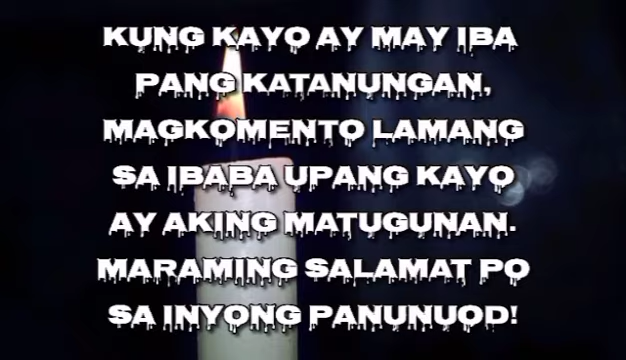 KUNG KAYO AY MAY IBA
PANG KATANUNGAN,
MAGKOMENTO LAMANG
SA IBABA UPANG KAYO
AY AKING MATUGUNAN.
MARAMING SALAMAT PO
SA INYONG PANUNUOD!